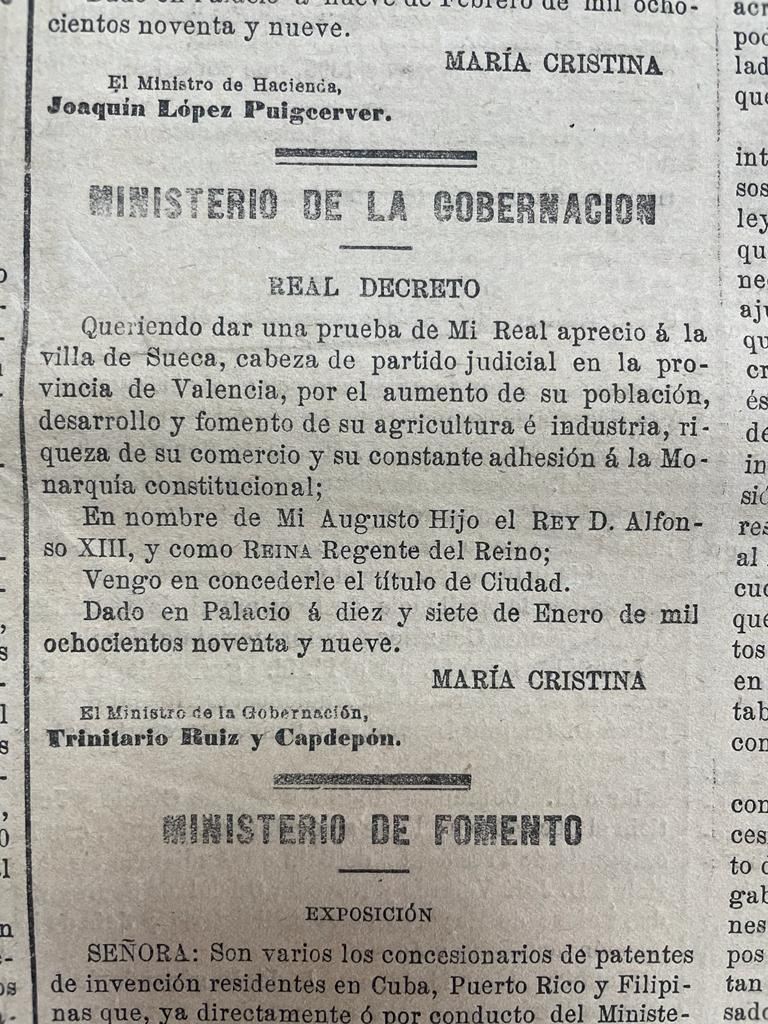 cientos noventa y nueve.
MARÍA CRISTINA
El Ministro de Hacienda,
Joaquín López Puigcerver.
MINISTERIO DE LA GOBERNACION
REAL DECRETO
Queriendo dar una prueba de Mi Real aprecio á la
villa de Sueca, cabeza de partido judicial en la pro-
vincia de Valencia, por el aumento de su población,
desarrollo y fomento de su agricultura é industria, ri-
queza de su comercio y su constante adhesión á la Mo-
narquía constitucional;
En nombre de Mi Augusto Hijo el REY D. Alfon-
so XIII, y como REINA Regente del Reino;
Vengo en concederle el título de Ciudad.
Dado en Palacio á diez y siete de Enero de mil
ochocientos noventa y nueve.
MARÍA CRISTINA
El Ministro de la Gobernación,
Trinitario Ruiz y Capdepón.
MINISTERIO DE FOMENTO
EXPOSICIÓN
SEÑORA: Son varios los concesionarios de patentes
de invención residentes en Cuba, Puerto Rico y Filipi-
nas que, ya directamente ó por conducto del Ministe-